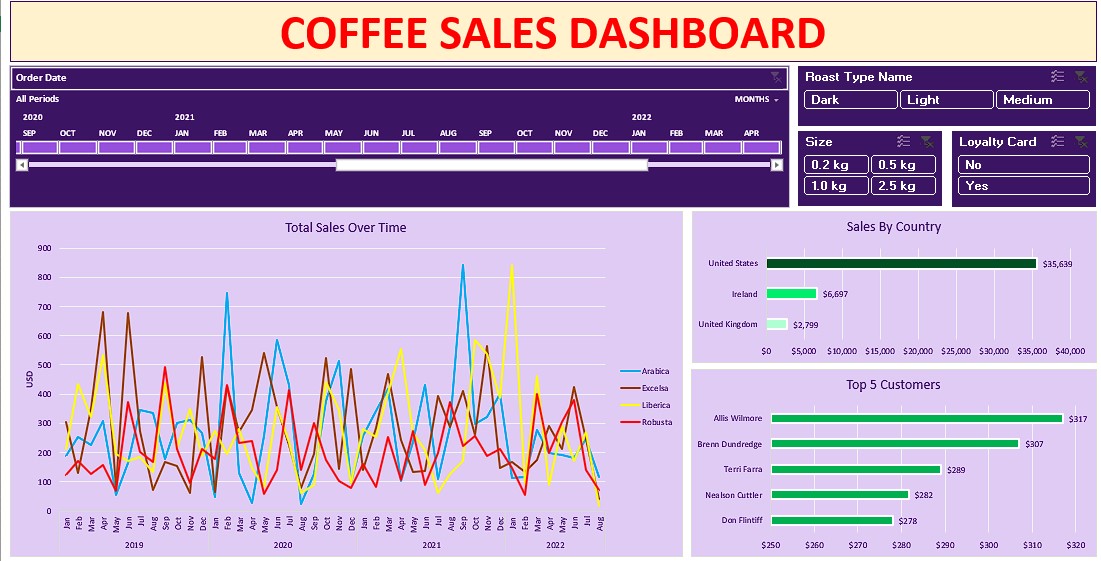 COFFEE SALES DASHBOARD
Order Date
All Periods
MONTHS
2020 2021 2022
SEP OCT NOV DEC JAN FEB MAR APR MAY JUN JUL AUG SEP OCT NOV DEC JAN FEB MAR APR
Roast Type Name
Dark Light Medium
Size
0.2 kg 0.5 kg
1.0 kg 2.5 kg
Loyalty Card
No
Yes
Total Sales Over Time
900
800
700
600
500
400
300
200
100
0
USD
Jan Feb Mar Apr May Jun Jul Aug Sep Oct Nov Dec Jan Feb Mar Apr May Jun Jul Aug Sep Oct Nov Dec Jan Feb Mar Apr May Jun Jul Aug Sep Oct Nov Dec Jan Feb Mar Apr May Jun Jul Aug
2019 2020 2021 2022
Arabica
Excelsa
Liberica
Robusta
Sales By Country
United States $35,639
Ireland $6,697
United Kingdom $2,799
$0 $5,000 $10,000 $15,000 $20,000 $25,000 $30,000 $35,000 $40,000
Top 5 Customers
Allis Wilmore $317
Brenn Dundredge $307
Terri Farra $289
Nealson Cuttler $282
Don Flintiff $278
$250 $260 $270 $280 $290 $300 $310 $320